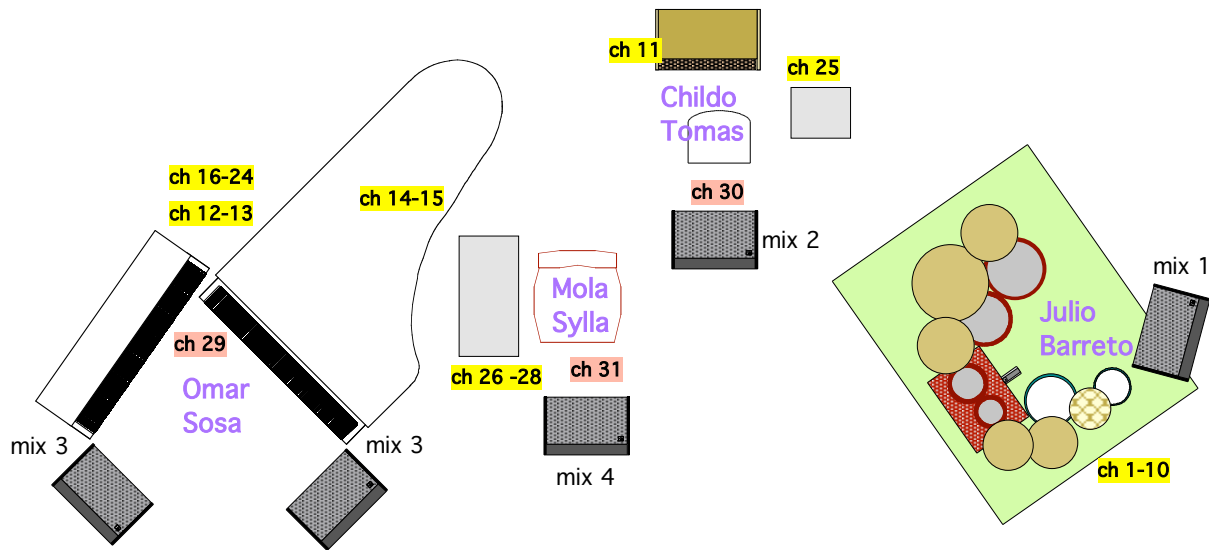 ch 11
ch 25
Childo
Tomas
ch 16-24
ch 12-13
ch 14-15
ch 30
mix 2
mix 1
Mola
Sylla
Julio
Barreto
ch 29
Omar
Sosa
ch 26 -28
ch 31
mix 3
mix 3
mix 4
ch 1-10